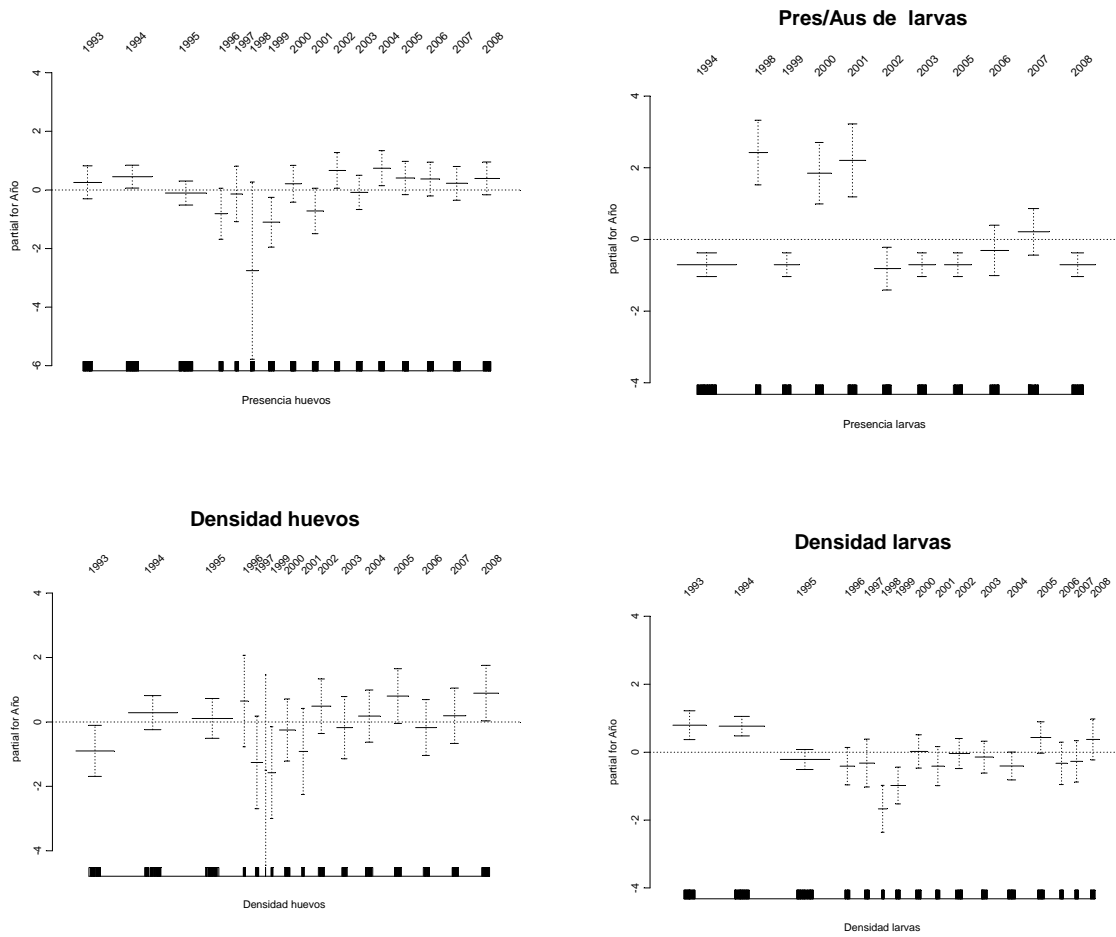 1993 1994 1995 1996 1997 1998 1999 2000 2001 2002 2003 2004 2005 2006 2007 2008
4
2
0
-2
-4
-6
partial for Año
Presencia huevos
Pres/Aus de larvas
1994 1998 1999 2000 2001 2002 2003 2005 2006 2007 2008
4
2
0
-2
-4
partial for Año
Presencia larvas
Densidad huevos
1993 1994 1995 1996 1997 1999 2000 2001 2002 2003 2004 2005 2006 2007 2008
4
2
0
-2
-4
partial for Año
Densidad huevos
Densidad larvas
1993 1994 1995 1996 1997 1998 1999 2000 2001 2002 2003 2004 2005 2006 2007 2008
4
2
0
-2
-4
partial for Año
Densidad larvas